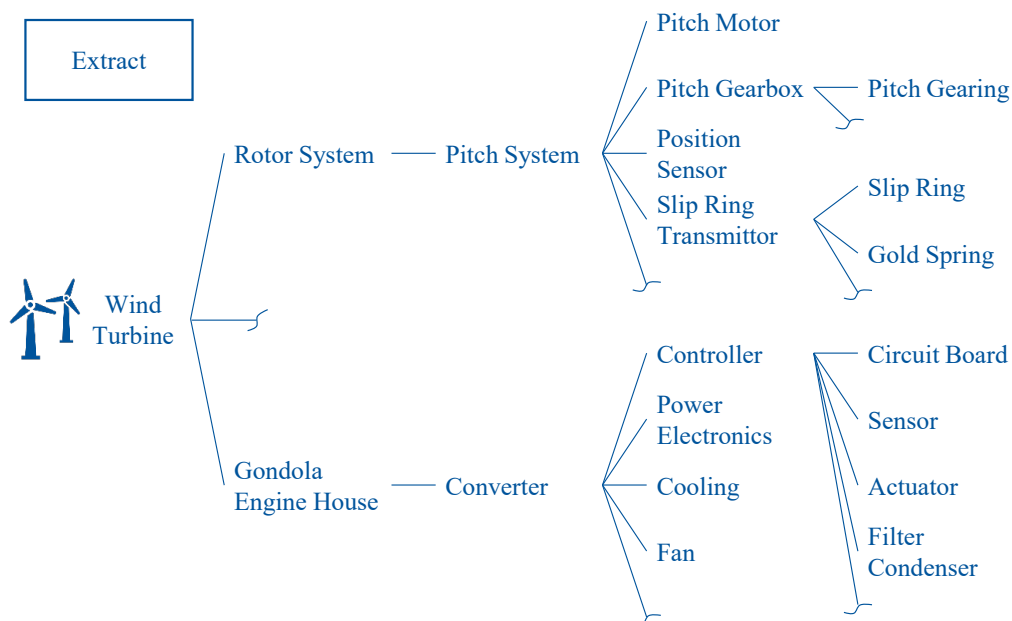 Extract
Pitch Motor
Pitch Gearbox
Pitch Gearing
Rotor System
Pitch System
Position
Sensor
Slip Ring
Transmittor
Slip Ring
Gold Spring
Wind
Turbine
Controller
Circuit Board
Power
Electronics
Sensor
Gondola
Engine House
Converter
Cooling
Actuator
Fan
Filter
Condenser